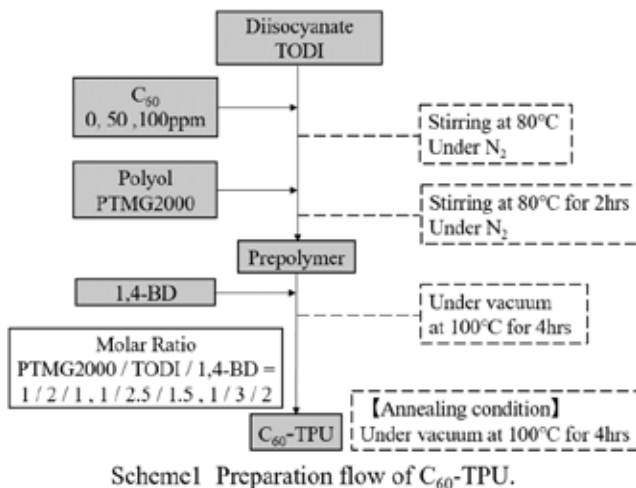 Diisocyanate
TODI
C₆₀
0, 50 ,100ppm
Stirring at 80°C
Under N₂
Polyol
PTMG2000
Stirring at 80°C for 2hrs
Under N₂
Prepolymer
1,4-BD
Under vacuum
at 100°C for 4hrs
Molar Ratio
PTMG2000 / TODI / 1,4-BD =
1 / 2 / 1 , 1 / 2.5 / 1.5 , 1 / 3 / 2
【Annealing condition】
Under vacuum at 100°C for 4hrs
C₆₀-TPU
Scheme1 Preparation flow of C₆₀-TPU.